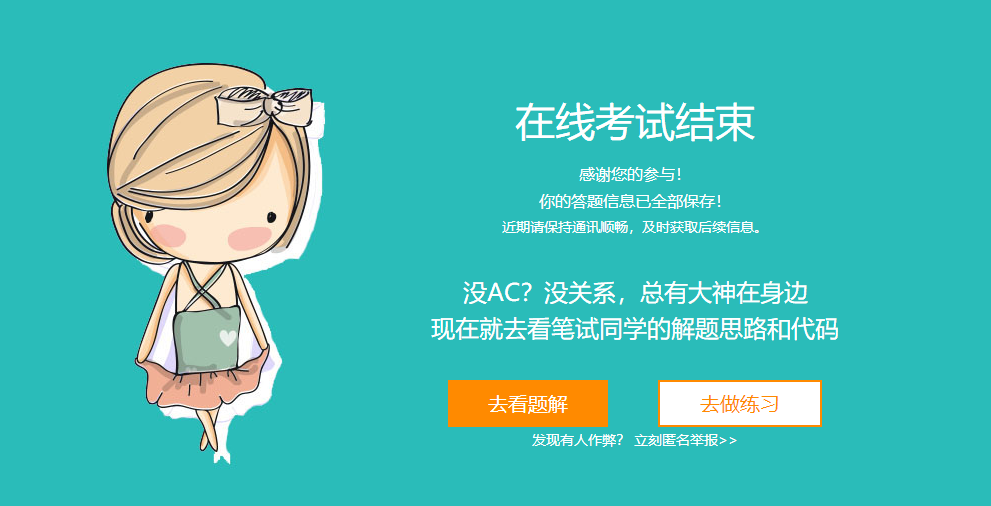 在线考试结束
感谢您的参与！
你的答题信息已全部保存！
近期请保持通讯顺畅，及时获取后续信息。
没AC？没关系，总有大神在身边
现在就去看笔试同学的解题思路和代码
去看题解 去做练习
发现有人作弊？ 立刻匿名举报>>